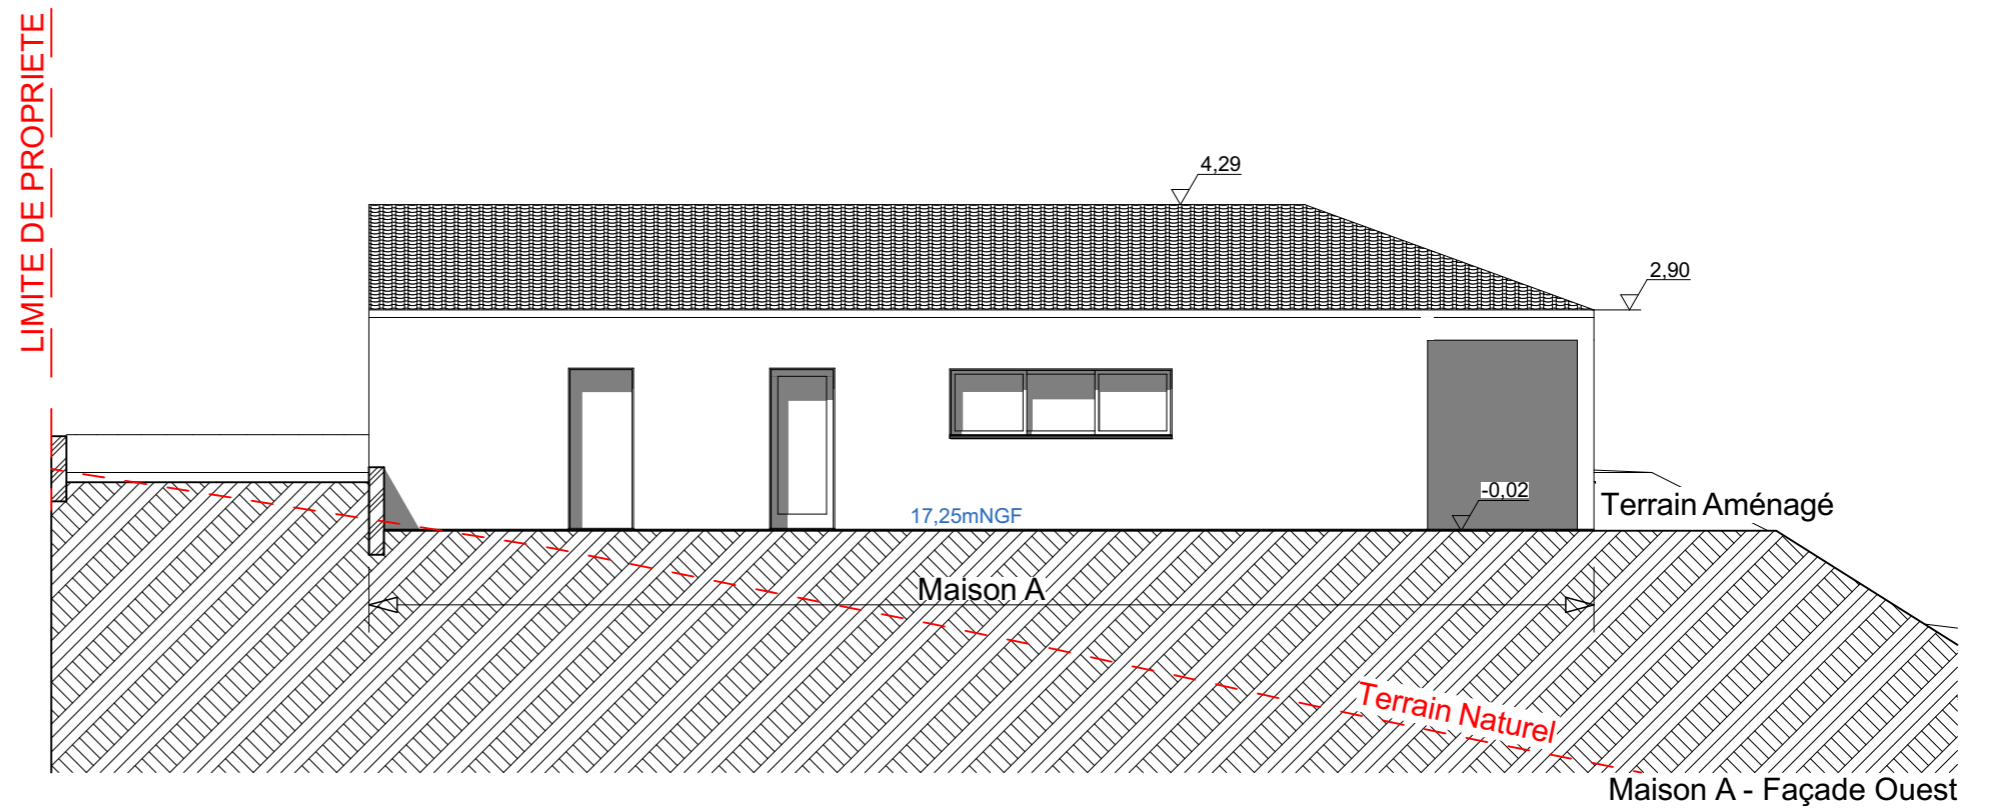 LIMITE DE PROPRIETE
4,29
2,90
-0,02
Terrain Aménagé
17,25mNGF
Maison A
Terrain Naturel
Maison A - Façade Ouest